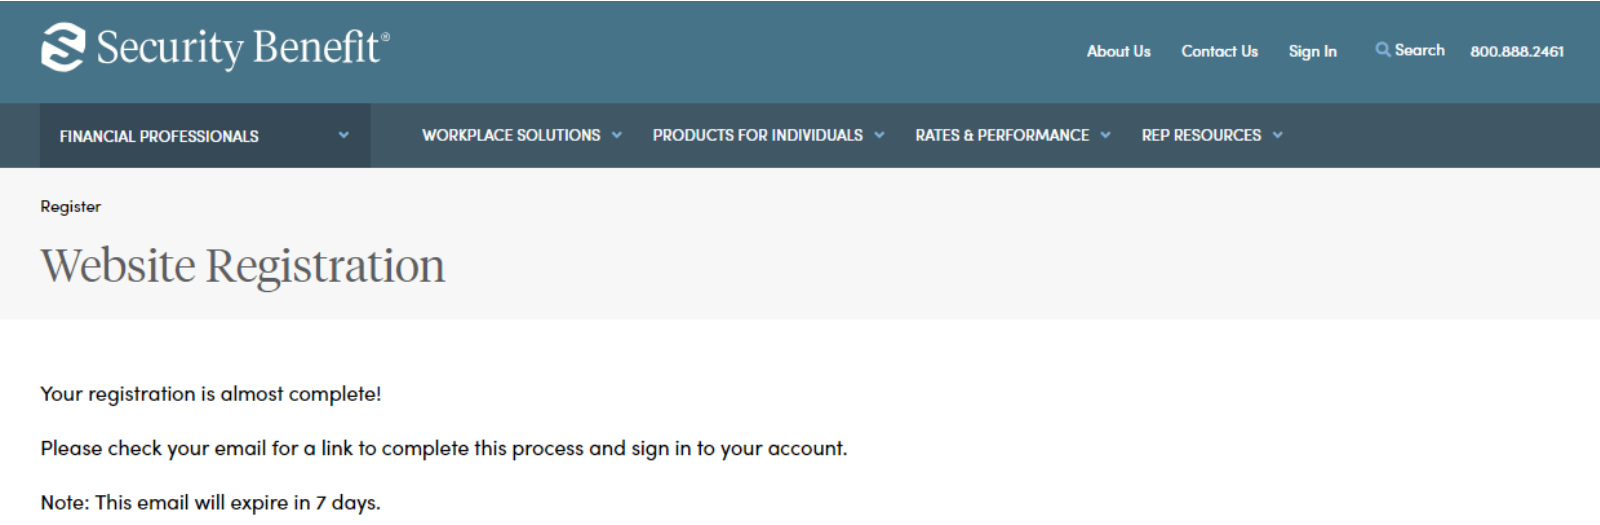 Security Benefit®
About Us Contact Us Sign In Search 800.888.2461
FINANCIAL PROFESSIONALS WORKPLACE SOLUTIONS PRODUCTS FOR INDIVIDUALS RATES & PERFORMANCE REP RESOURCES
Register
Website Registration
Your registration is almost complete!
Please check your email for a link to complete this process and sign in to your account.
Note: This email will expire in 7 days.